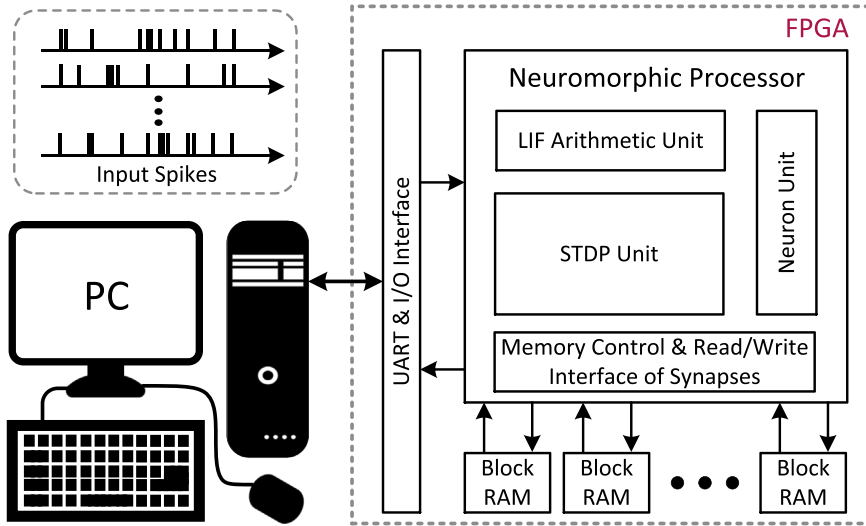 Input Spikes
PC
FPGA
UART & I/O Interface
Neuromorphic Processor
LIF Arithmetic Unit
STDP Unit
Neuron Unit
Memory Control & Read/Write
Interface of Synapses
Block
RAM
Block
RAM
Block
RAM